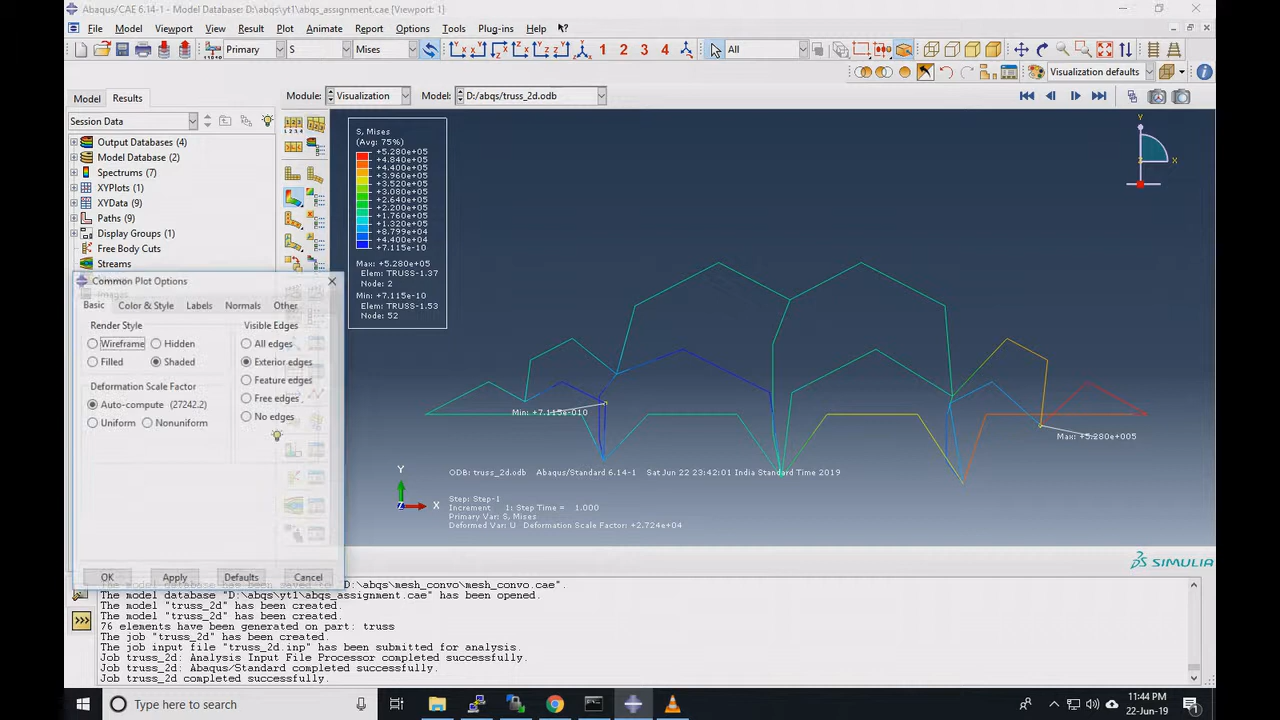 Abaqus/CAE 6.14-1 - Model Database: D:\abqs\yt1\abqs_assignment.cae [Viewport: 1]
File Model Viewport View Result Plot Animate Report Options Tools Plug-ins Help
Primary S Mises 1 2 3 4 All
Visualization defaults
Model Results Module: Visualization Model: D:/abqs/truss_2d.odb
Session Data
Output Databases (4)
Model Database (2)
Spectrums (7)
XYPlots (1)
XYData (9)
Paths (9)
Display Groups (1)
Free Body Cuts
Streams
Images
Common Plot Options
Basic Color & Style Labels Normals Other
Render Style
Wireframe Hidden
Filled Shaded
Visible Edges
All edges
Exterior edges
Feature edges
Free edges
No edges
Deformation Scale Factor
Auto-compute (27242.2)
Uniform Nonuniform
OK Apply Defaults Cancel
S, Mises
(Avg: 75%)
+5.280e+05
+4.840e+05
+4.400e+05
+3.960e+05
+3.520e+05
+3.080e+05
+2.640e+05
+2.200e+05
+1.760e+05
+1.320e+05
+8.799e+04
+4.400e+04
+7.115e-10
Max: +5.280e+05
Elem: TRUSS-1.37
Node: 2
Min: +7.115e-10
Elem: TRUSS-1.53
Node: 52
Y
X
Z
Min: +7.115e-010
Max: +5.280e+005
Y
X
Z
ODB: truss_2d.odb Abaqus/Standard 6.14-1 Sat Jun 22 23:42:01 India Standard Time 2019
Step: Step-1
Increment 1: Step Time = 1.000
Primary Var: S, Mises
Deformed Var: U Deformation Scale Factor: +2.724e+04
SIMULIA
The model database has been saved to "D:\abqs\mesh_convo\mesh_convo.cae".
The model database "D:\abqs\yt1\abqs_assignment.cae" has been opened.
The model "truss_2d" has been created.
The model "truss_2d" has been created.
76 elements have been generated on part: truss
The job "truss_2d" has been created.
The job input file "truss_2d.inp" has been submitted for analysis.
Job truss_2d: Analysis Input File Processor completed successfully.
Job truss_2d: Abaqus/Standard completed successfully.
Job truss_2d completed successfully.
Type here to search
11:44 PM
22-Jun-19